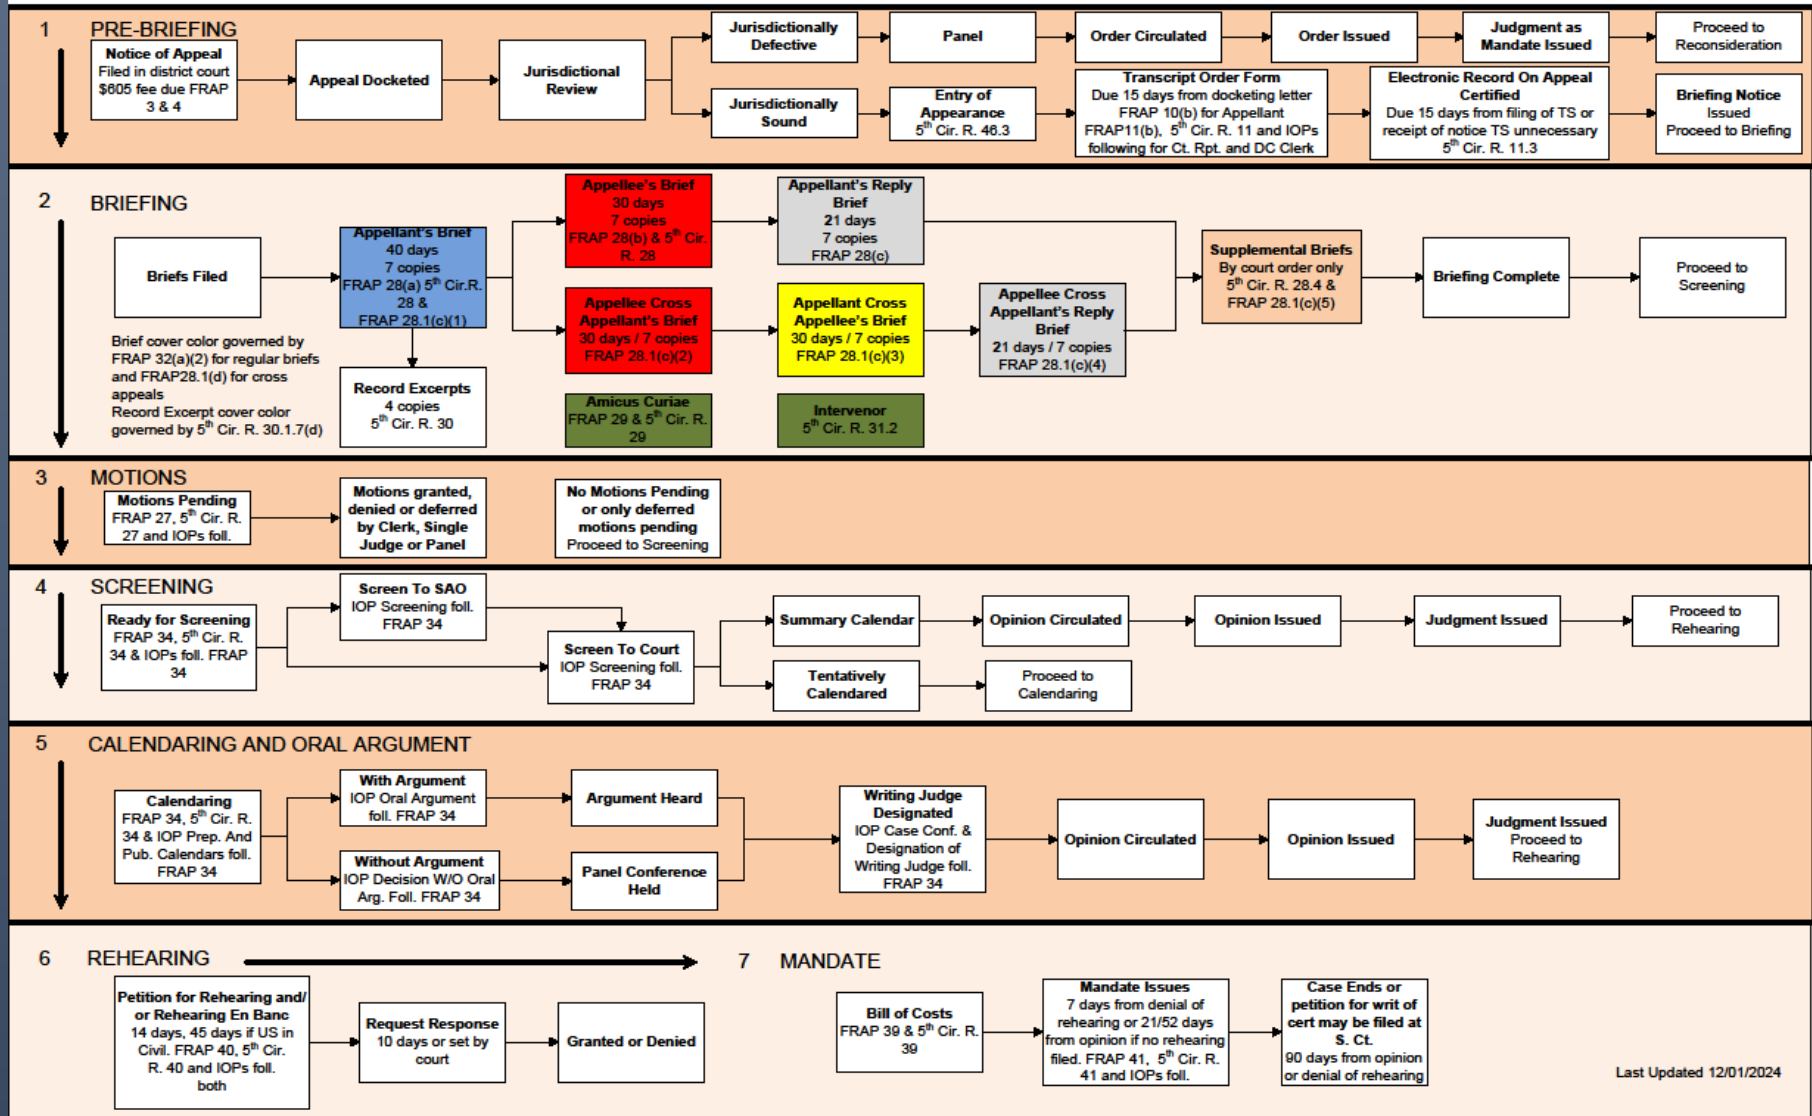 1 PRE-BRIEFING
Notice of Appeal
Filed in district court
$605 fee due FRAP
3 & 4
Appeal Docketed
Jurisdictional
Review
Jurisdictionally
Defective
Panel
Order Circulated
Order Issued
Judgment as
Mandate Issued
Proceed to
Reconsideration
Jurisdictionally
Sound
Entry of
Appearance
5th Cir. R. 46.3
Transcript Order Form
Due 15 days from docketing letter
FRAP 10(b) for Appellant
FRAP11(b), 5th Cir. R. 11 and IOPs
following for Ct. Rpt. and DC Clerk
Electronic Record On Appeal
Certified
Due 15 days from filing of TS or
receipt of notice TS unnecessary
5th Cir. R. 11.3
Briefing Notice
Issued
Proceed to Briefing
2 BRIEFING
Briefs Filed
Appellant's Brief
40 days
7 copies
FRAP 28(a) 5th Cir.R.
28 &
FRAP 28.1(c)(1)
Appellee's Brief
30 days
7 copies
FRAP 28(b) & 5th Cir.
R. 28
Appellant's Reply
Brief
21 days
7 copies
FRAP 28(c)
Appellee Cross
Appellant's Brief
30 days / 7 copies
FRAP 28.1(c)(2)
Appellant Cross
Appellee's Brief
30 days / 7 copies
FRAP 28.1(c)(3)
Appellee Cross
Appellant's Reply
Brief
21 days / 7 copies
FRAP 28.1(c)(4)
Supplemental Briefs
By court order only
5th Cir. R. 28.4 &
FRAP 28.1(c)(5)
Briefing Complete
Proceed to
Screening
Brief cover color governed by
FRAP 32(a)(2) for regular briefs
and FRAP28.1(d) for cross
appeals
Record Excerpt cover color
governed by 5th Cir. R. 30.1.7(d)
Record Excerpts
4 copies
5th Cir. R. 30
Amicus Curiae
FRAP 29 & 5th Cir. R.
29
Intervenor
5th Cir. R. 31.2
3 MOTIONS
Motions Pending
FRAP 27, 5th Cir. R.
27 and IOPs foll.
Motions granted,
denied or deferred
by Clerk, Single
Judge or Panel
No Motions Pending
or only deferred
motions pending
Proceed to Screening
4 SCREENING
Ready for Screening
FRAP 34, 5th Cir. R.
34 & IOPs foll. FRAP
34
Screen To SAO
IOP Screening foll.
FRAP 34
Screen To Court
IOP Screening foll.
FRAP 34
Summary Calendar
Opinion Circulated
Opinion Issued
Judgment Issued
Proceed to
Rehearing
Tentatively
Calendared
Proceed to
Calendaring
5 CALENDARING AND ORAL ARGUMENT
Calendaring
FRAP 34, 5th Cir. R.
34 & IOP Prep. And
Pub. Calendars foll.
FRAP 34
With Argument
IOP Oral Argument
foll. FRAP 34
Argument Heard
Without Argument
IOP Decision W/O Oral
Arg. Foll. FRAP 34
Panel Conference
Held
Writing Judge
Designated
IOP Case Conf. &
Designation of
Writing Judge foll.
FRAP 34
Opinion Circulated
Opinion Issued
Judgment Issued
Proceed to
Rehearing
6 REHEARING
Petition for Rehearing and/
or Rehearing En Banc
14 days, 45 days if US in
Civil. FRAP 40, 5th Cir.
R. 40 and IOPs foll.
both
Request Response
10 days or set by
court
Granted or Denied
7 MANDATE
Bill of Costs
FRAP 39 & 5th Cir. R.
39
Mandate Issues
7 days from denial of
rehearing or 21/52 days
from opinion if no rehearing
filed. FRAP 41, 5th Cir. R.
41 and IOPs foll.
Case Ends or
petition for writ of
cert may be filed at
S. Ct.
90 days from opinion
or denial of rehearing
Last Updated 12/01/2024